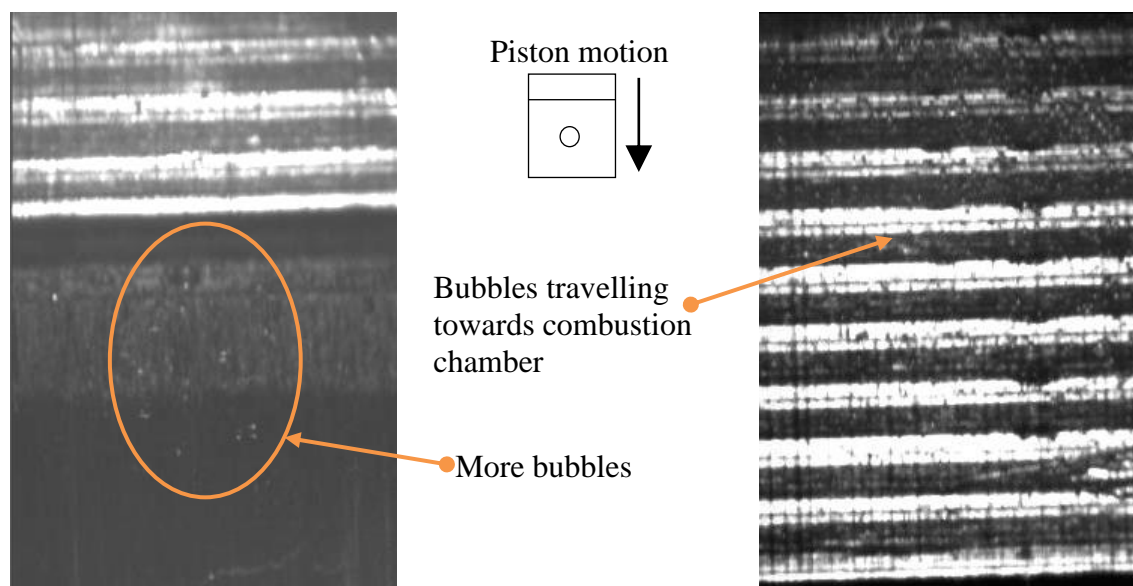 Piston motion
Bubbles travelling
towards combustion
chamber
More bubbles